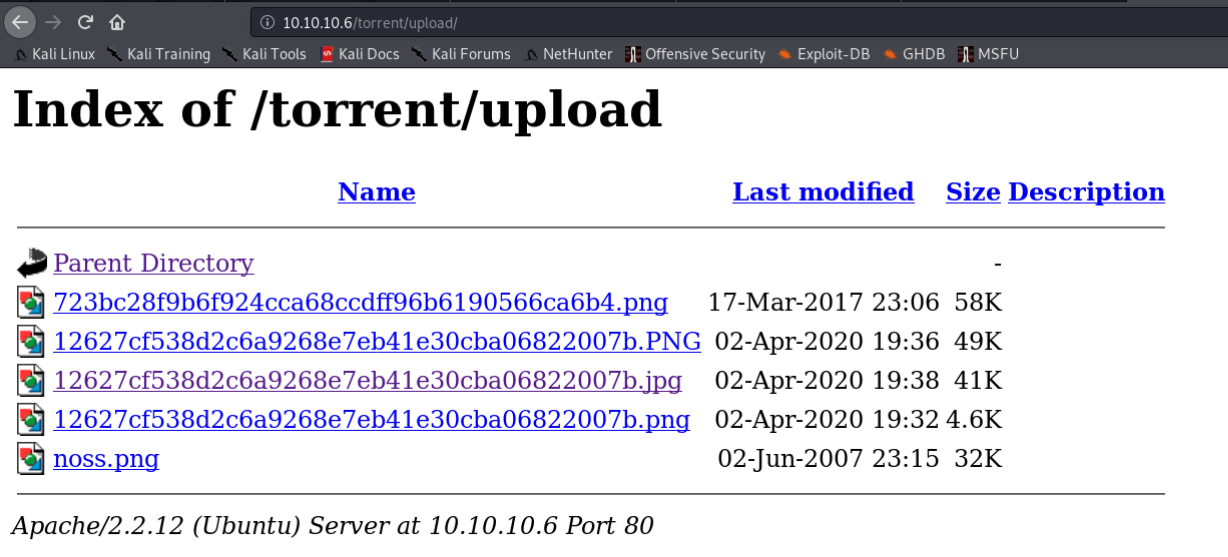 10.10.10.6/torrent/upload/
Kali Linux Kali Training Kali Tools Kali Docs Kali Forums NetHunter Offensive Security Exploit-DB GHDB MSFU
Index of /torrent/upload
Name Last modified Size Description
Parent Directory -
723bc28f9b6f924cca68ccdff96b6190566ca6b4.png 17-Mar-2017 23:06 58K
12627cf538d2c6a9268e7eb41e30cba06822007b.PNG 02-Apr-2020 19:36 49K
12627cf538d2c6a9268e7eb41e30cba06822007b.jpg 02-Apr-2020 19:38 41K
12627cf538d2c6a9268e7eb41e30cba06822007b.png 02-Apr-2020 19:32 4.6K
noss.png 02-Jun-2007 23:15 32K
Apache/2.2.12 (Ubuntu) Server at 10.10.10.6 Port 80